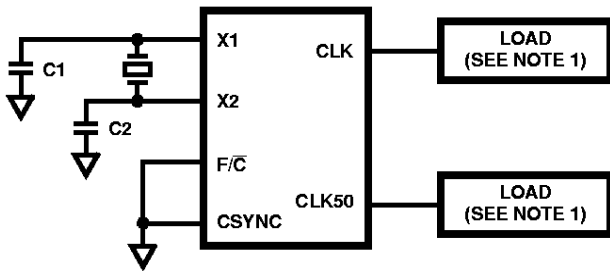 X1
CLK
LOAD
(SEE NOTE 1)
C1
X2
C2
F/C̅
CLK50
LOAD
(SEE NOTE 1)
CSYNC